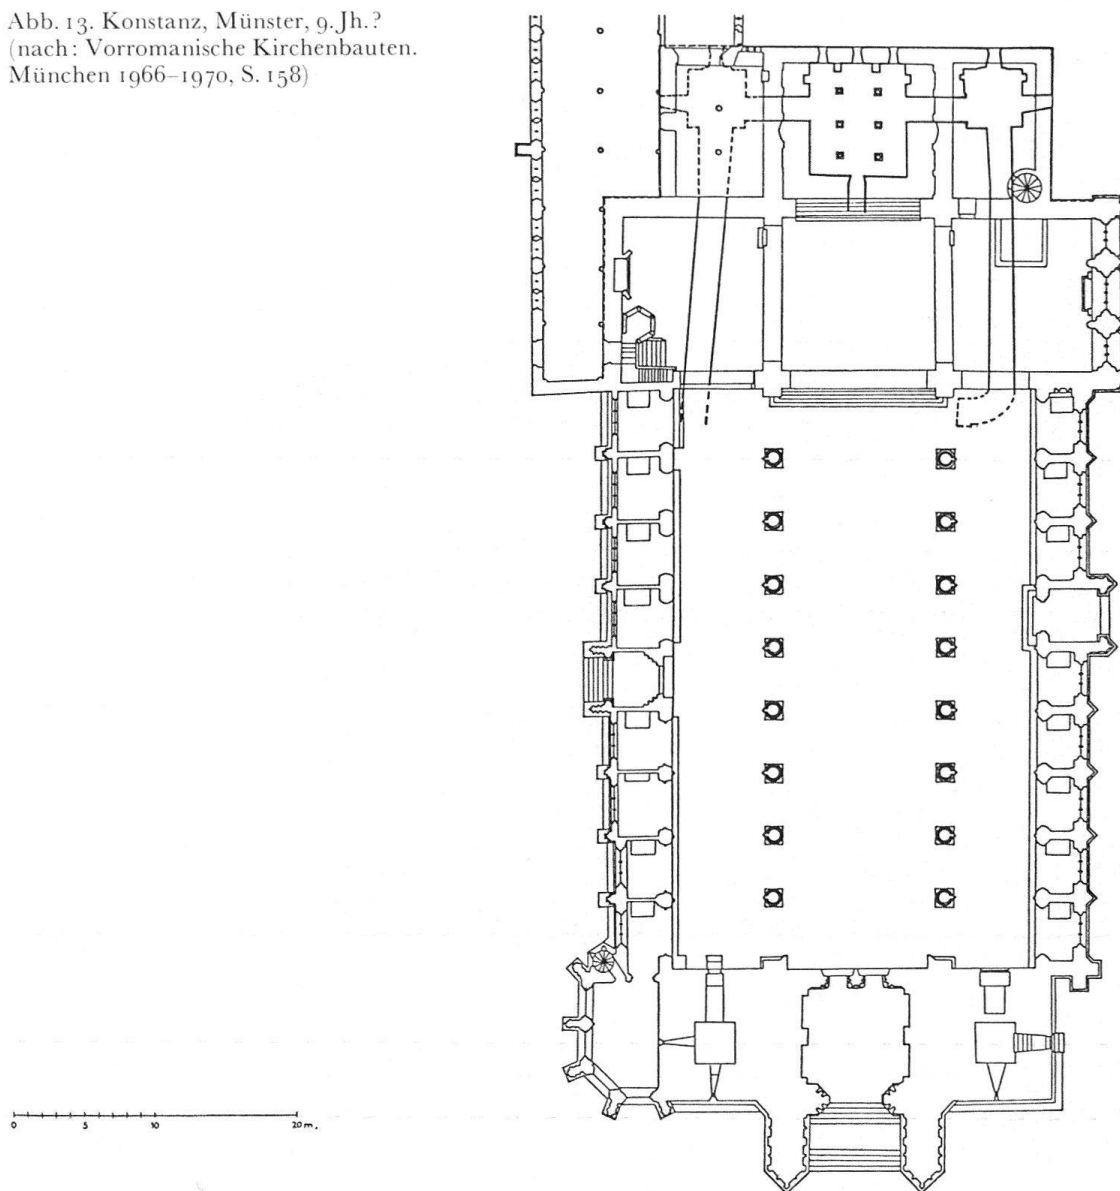 Abb. 13. Konstanz, Münster, 9. Jh.?
(nach: Vorromanische Kirchenbauten.
München 1966–1970, S. 158)
0 5 10 20 m.